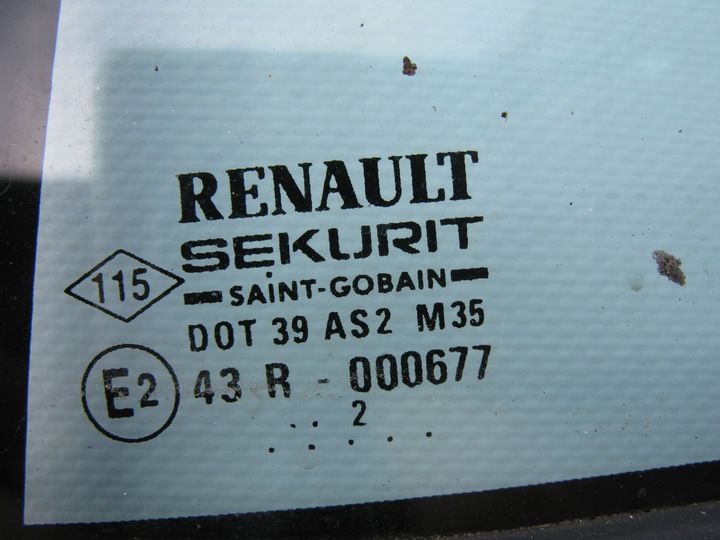 RENAULT
SEKURIT
115
SAINT-GOBAIN
DOT 39 AS2 M35
E2 43 R - 000677
2